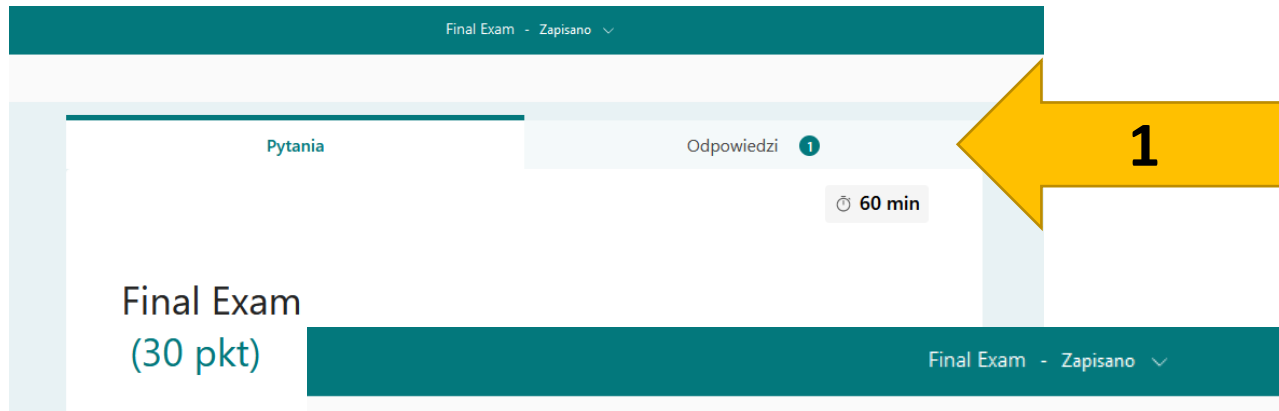 Final Exam - Zapisano
Pytania
Odpowiedzi 1
1
60 min
Final Exam
(30 pkt)
Final Exam - Zapisano